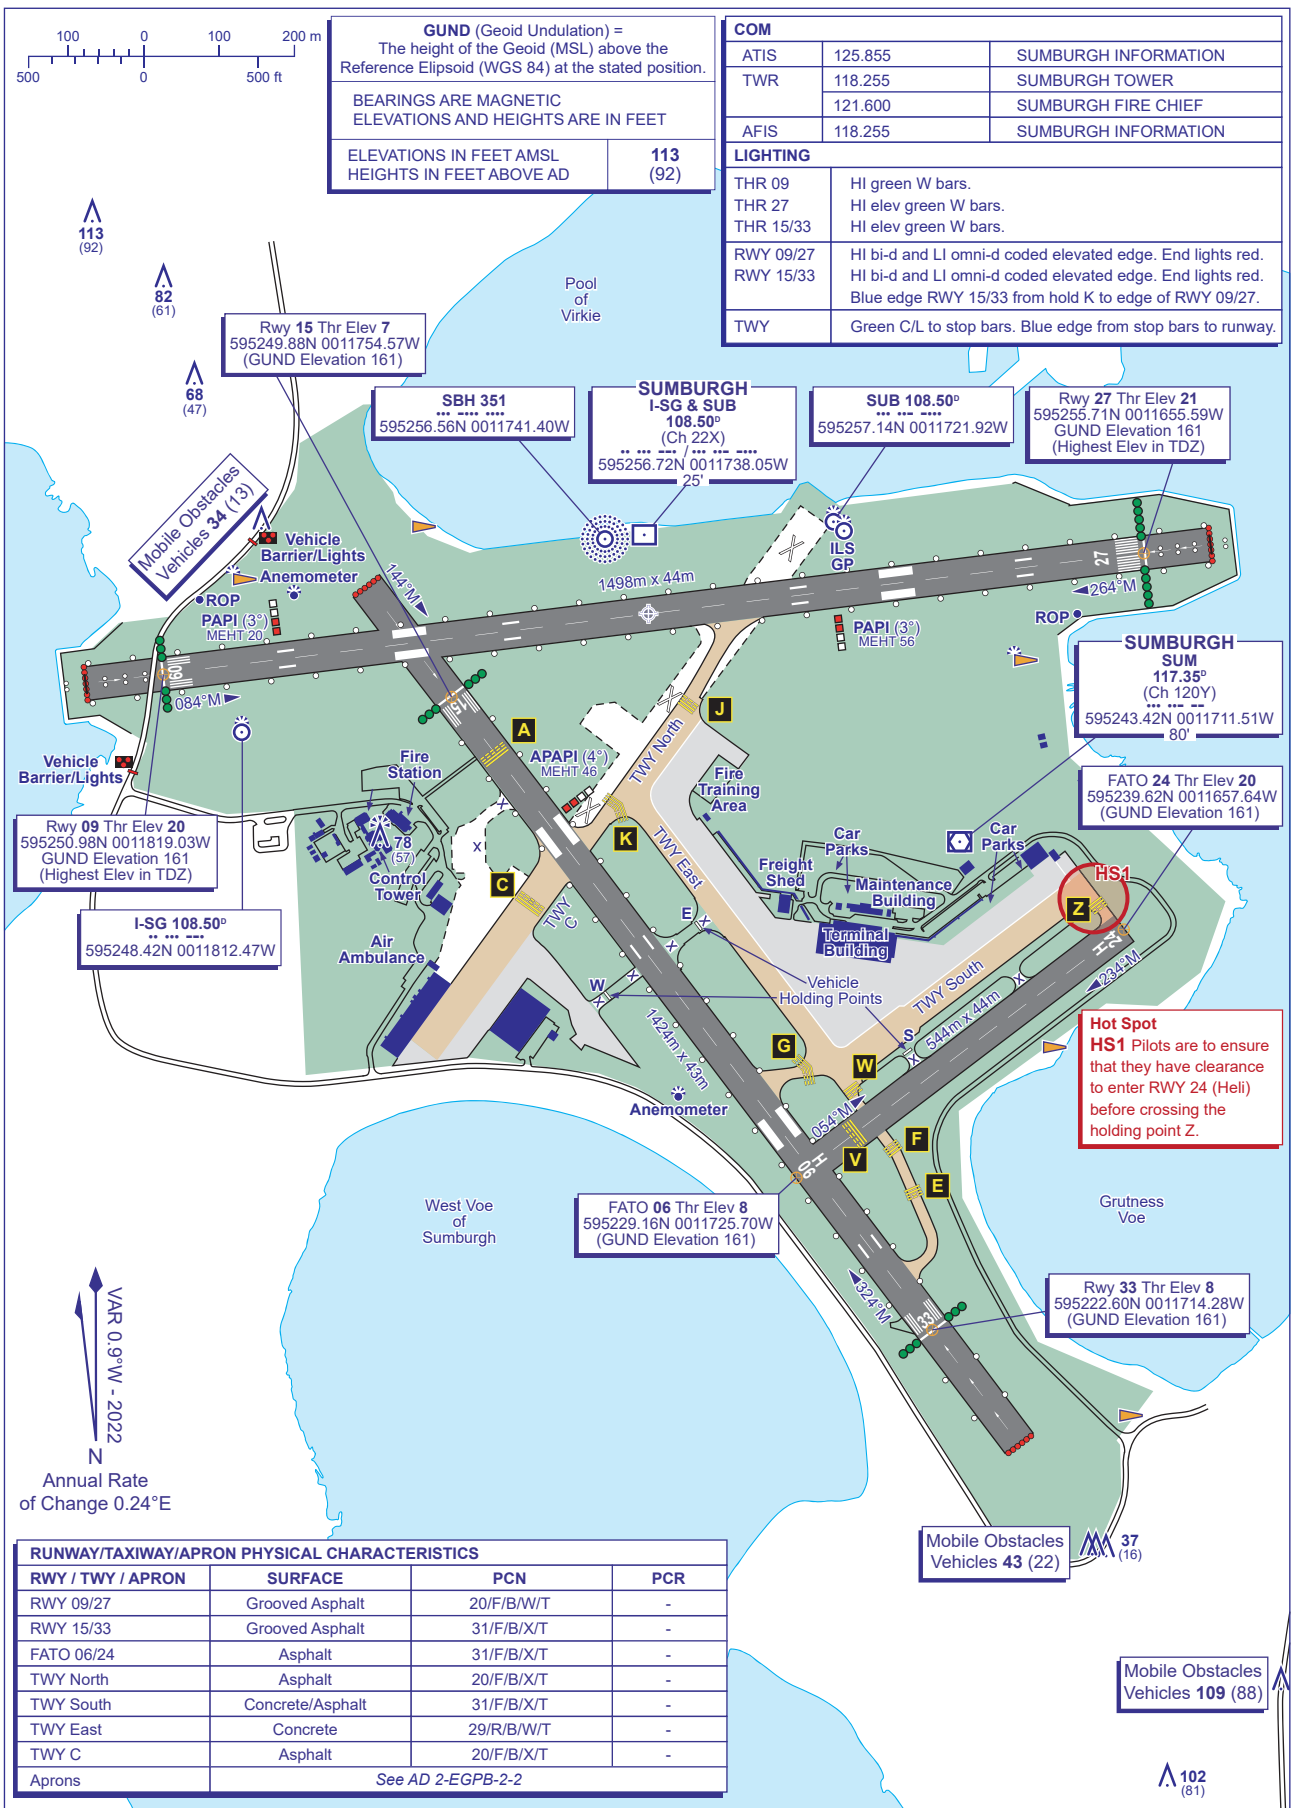 100 0 100 200 m
500 0 500 ft
GUND (Geoid Undulation) =
The height of the Geoid (MSL) above the
Reference Elipsoid (WGS 84) at the stated position.
BEARINGS ARE MAGNETIC
ELEVATIONS AND HEIGHTS ARE IN FEET
ELEVATIONS IN FEET AMSL 113
HEIGHTS IN FEET ABOVE AD (92)
COM
ATIS 125.855 SUMBURGH INFORMATION
TWR 118.255 SUMBURGH TOWER
121.600 SUMBURGH FIRE CHIEF
AFIS 118.255 SUMBURGH INFORMATION
LIGHTING
THR 09 HI green W bars.
THR 27 HI elev green W bars.
THR 15/33 HI elev green W bars.
RWY 09/27 HI bi-d and LI omni-d coded elevated edge. End lights red.
RWY 15/33 HI bi-d and LI omni-d coded elevated edge. End lights red.
Blue edge RWY 15/33 from hold K to edge of RWY 09/27.
TWY Green C/L to stop bars. Blue edge from stop bars to runway.
113
(92)
82
(61)
68
(47)
Pool
of
Virkie
Rwy 15 Thr Elev 7
595249.88N 0011754.57W
(GUND Elevation 161)
SBH 351
595256.56N 0011741.40W
SUMBURGH
I-SG & SUB
108.50ᴰ
(Ch 22X)
595256.72N 0011738.05W
25'
SUB 108.50ᴰ
595257.14N 0011721.92W
Rwy 27 Thr Elev 21
595255.71N 0011655.59W
GUND Elevation 161
(Highest Elev in TDZ)
Mobile Obstacles
Vehicles 34 (13)
Vehicle
Barrier/Lights
Anemometer
ROP
PAPI (3°)
MEHT 20
144°M
1498m x 44m
ILS
GP
27
264°M
ROP
PAPI (3°)
MEHT 56
SUMBURGH
SUM
117.35ᴰ
(Ch 120Y)
595243.42N 0011711.51W
80'
09
084°M
15
J
A
TWY North
APAPI (4°)
MEHT 46
Fire
Station
Vehicle
Barrier/Lights
Fire
Training
Area
FATO 24 Thr Elev 20
595239.62N 0011657.64W
(GUND Elevation 161)
Rwy 09 Thr Elev 20
595250.98N 0011819.03W
GUND Elevation 161
(Highest Elev in TDZ)
78
(57)
Control
Tower
K
TWY East
Car
Parks
Car
Parks
Freight
Shed
Maintenance
Building
HS1
Z
C
TWY
C
E
Terminal
Building
24
H
234°M
I-SG 108.50ᴰ
595248.42N 0011812.47W
Air
Ambulance
W
Vehicle
Holding Points
TWY South
544m x 44m
S
1424m x 43m
Hot Spot
HS1 Pilots are to ensure
that they have clearance
to enter RWY 24 (Heli)
before crossing the
holding point Z.
G
W
Anemometer
054°M
V
F
E
H
06
West Voe
of
Sumburgh
FATO 06 Thr Elev 8
595229.16N 0011725.70W
(GUND Elevation 161)
Grutness
Voe
324°M
33
Rwy 33 Thr Elev 8
595222.60N 0011714.28W
(GUND Elevation 161)
VAR 0.9°W - 2022
N
Annual Rate
of Change 0.24°E
Mobile Obstacles
Vehicles 43 (22)
37
(16)
RUNWAY/TAXIWAY/APRON PHYSICAL CHARACTERISTICS
RWY / TWY / APRON SURFACE PCN PCR
RWY 09/27 Grooved Asphalt 20/F/B/W/T -
RWY 15/33 Grooved Asphalt 31/F/B/X/T -
FATO 06/24 Asphalt 31/F/B/X/T -
TWY North Asphalt 20/F/B/X/T -
TWY South Concrete/Asphalt 31/F/B/X/T -
TWY East Concrete 29/R/B/W/T -
TWY C Asphalt 20/F/B/X/T -
Aprons See AD 2-EGPB-2-2
Mobile Obstacles
Vehicles 109 (88)
102
(81)